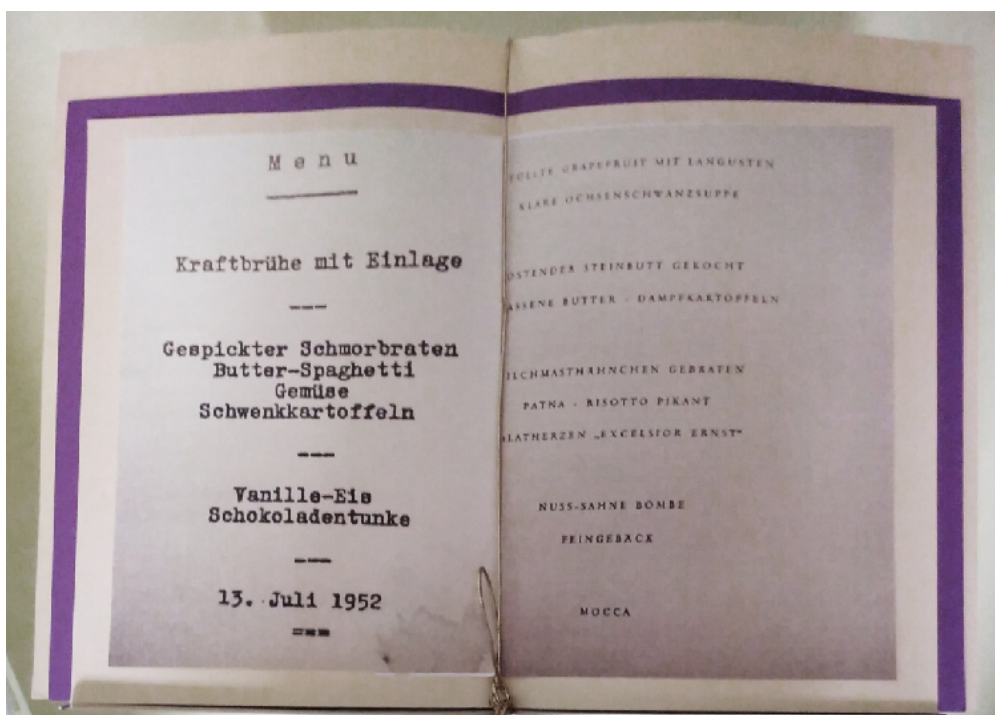 Menu
Kraftbrühe mit Einlage
Gespickter Schmorbraten
Butter-Spaghetti
Gemüse
Schwenkkartoffeln
Vanille-Eis
Schokoladentunke
13. Juli 1952
GRAPEFRUIT MIT LANGUSTEN
KLARE OCHSENSCHWANZSUPPE
OSTENDER STEINBUTT GEKOCHT
BUTTER - DAMPFKARTOFFELN
GEBRATEN
PATNA - RISOTTO PIKANT
„EXCELSIOR ERNST“
NUSS-SAHNE BOMBE
FEINGEBÄCK
MOCCA